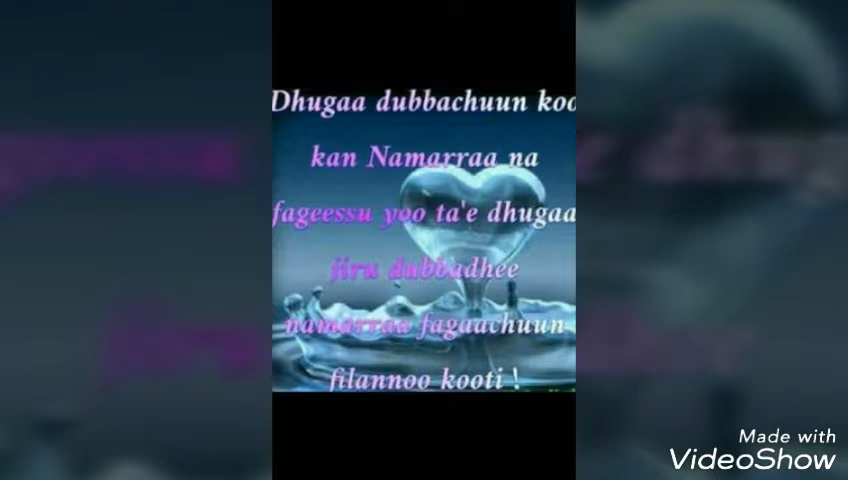 Dhugaa dubbachuun koo
kan Namarraa na
fageessu yoo ta'e dhugaa
jiru dubbadhee
namarraa fagaachuun
filannoo kooti !
Made with
VideoShow